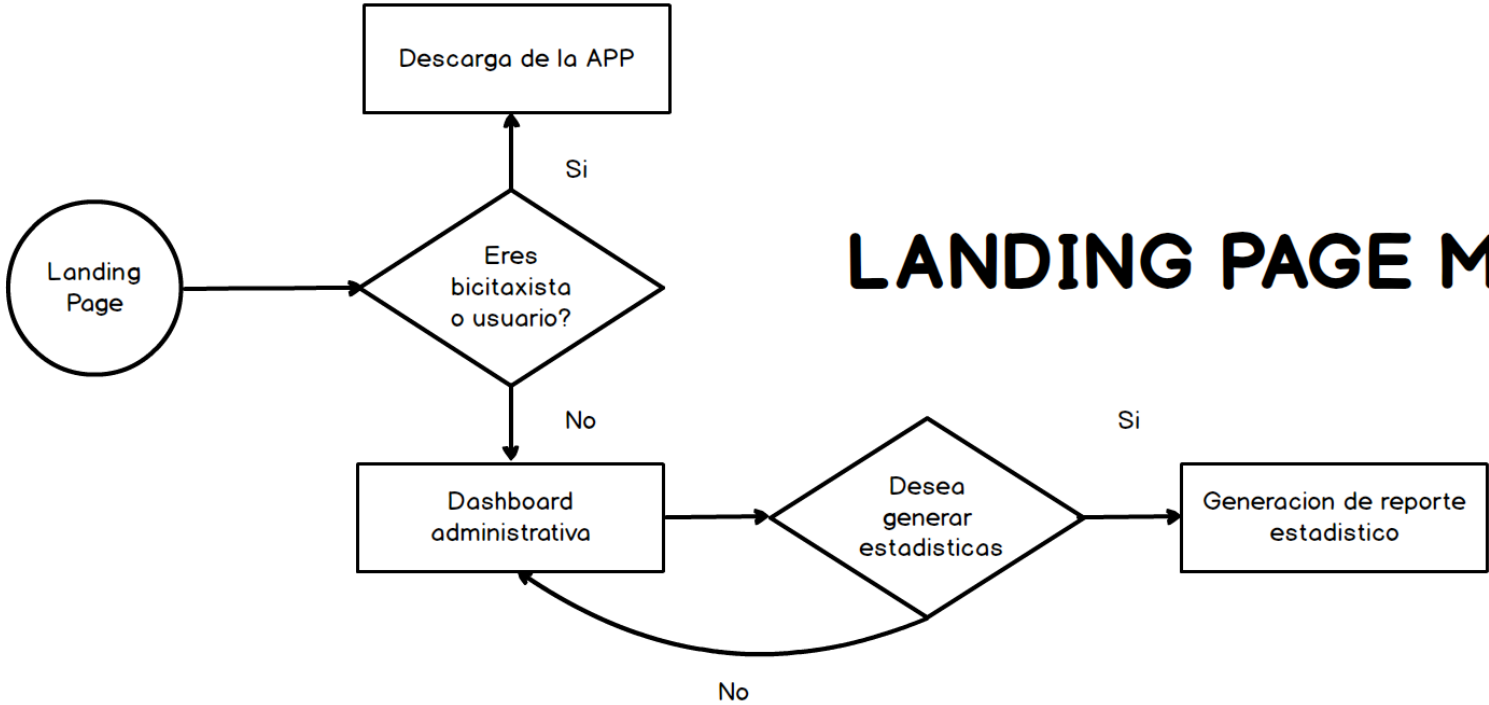 Descarga de la APP
Si
Landing
Page
Eres
bicitaxista
o usuario?
LANDING PAGE M
No
Si
Dashboard
administrativa
Desea
generar
estadisticas
Generacion de reporte
estadistico
No